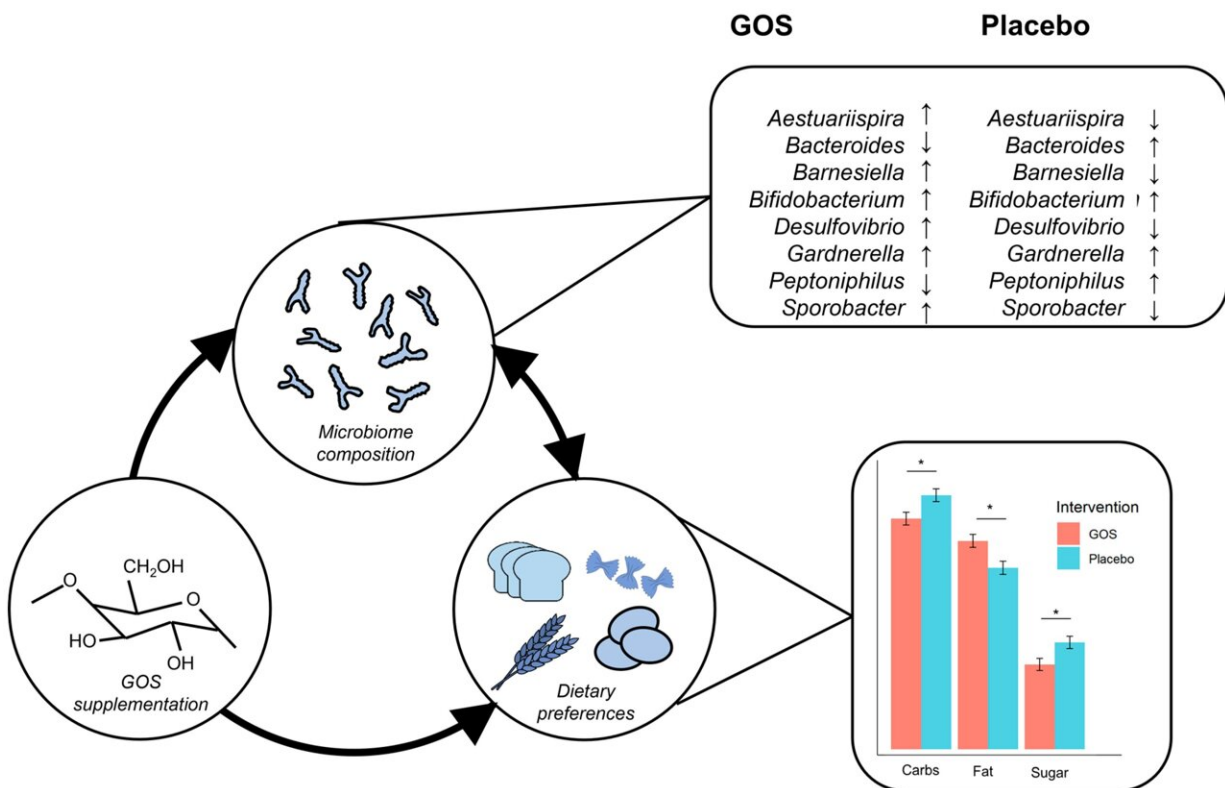 GOS Placebo
Aestuariispira ↑ Aestuariispira ↓
Bacteroides ↓ Bacteroides ↑
Barnesiella ↑ Barnesiella ↓
Bifidobacterium ↑ Bifidobacterium ↑
Desulfovibrio ↑ Desulfovibrio ↓
Gardnerella ↑ Gardnerella ↑
Peptoniphilus ↓ Peptoniphilus ↑
Sporobacter ↑ Sporobacter ↓
Microbiome
composition
CH₂OH
O
O
HO
OH
GOS
supplementation
Dietary
preferences
*
*
*
Intervention
GOS
Placebo
Carbs Fat Sugar